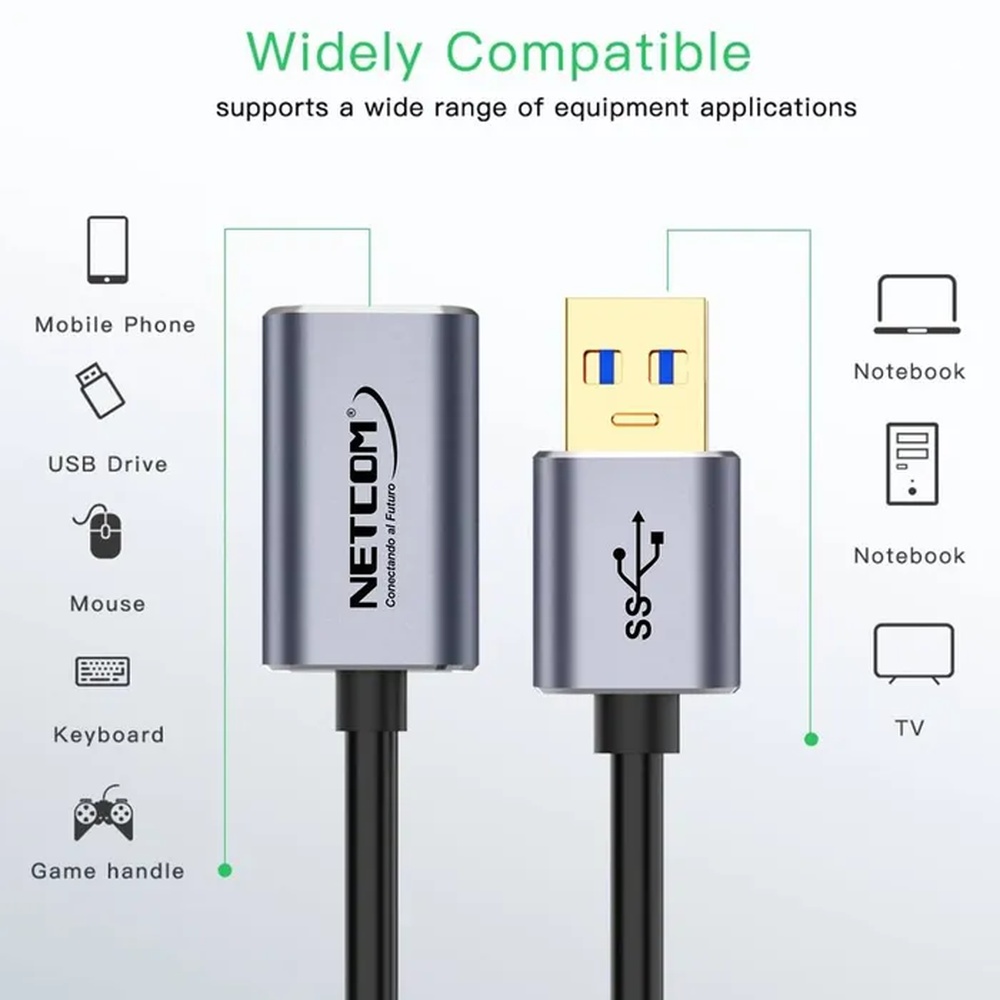 Widely Compatible
supports a wide range of equipment applications
Mobile Phone
USB Drive
Mouse
Keyboard
Game handle
NETCOM®
Conectando al Futuro
SS
Notebook
Notebook
TV